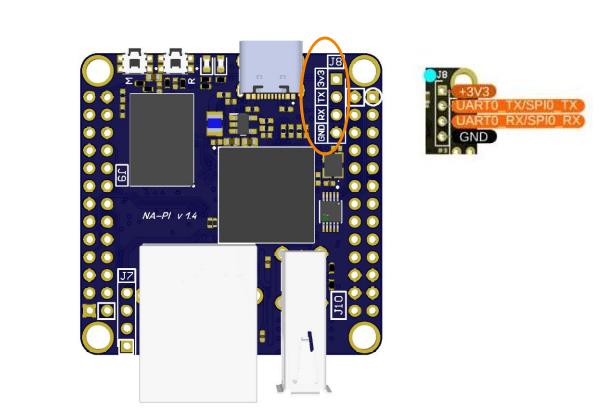 M
R
J8
3V3
TX
RX
GND
J9
NA-PI v 1.4
J7
J10
J8
+3V3
UART0_TX/SPI0_TX
UART0_RX/SPI0_RX
GND